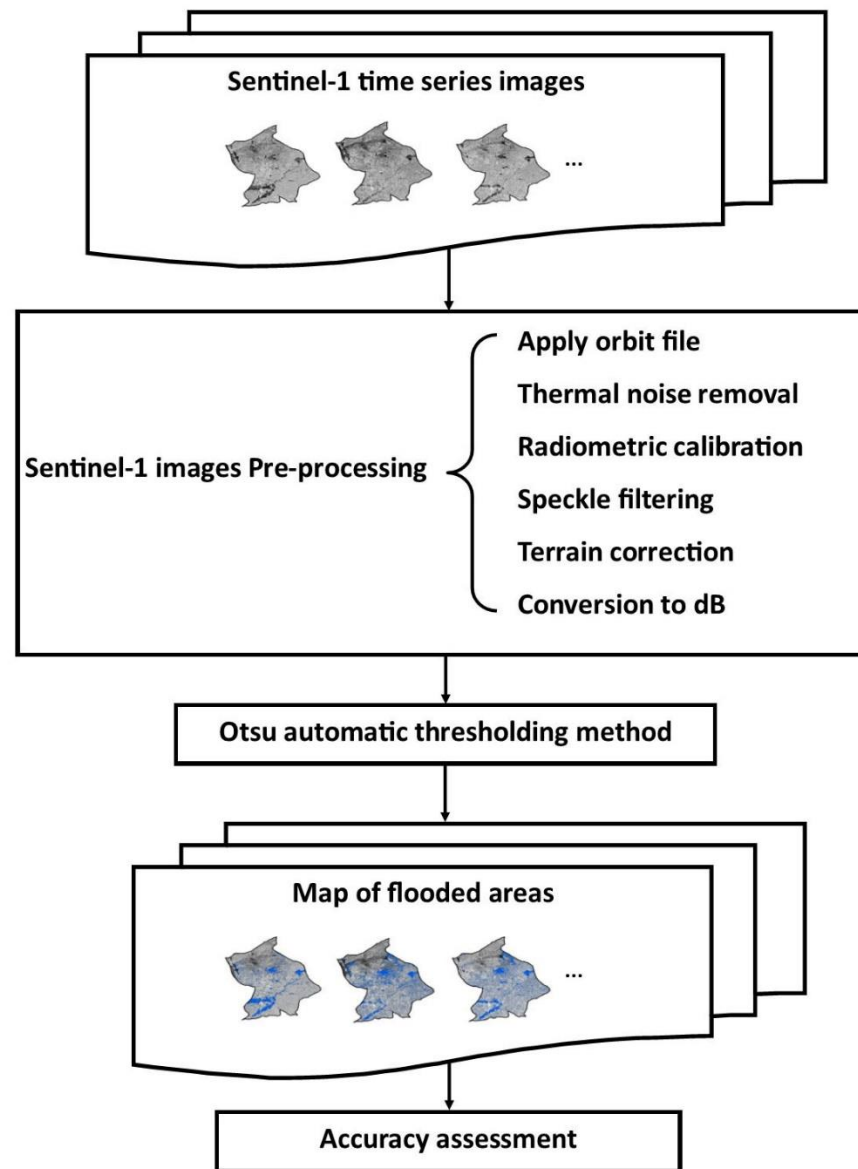 Sentinel-1 time series images
...
Sentinel-1 images Pre-processing
Apply orbit file
Thermal noise removal
Radiometric calibration
Speckle filtering
Terrain correction
Conversion to dB
Otsu automatic thresholding method
Map of flooded areas
...
Accuracy assessment